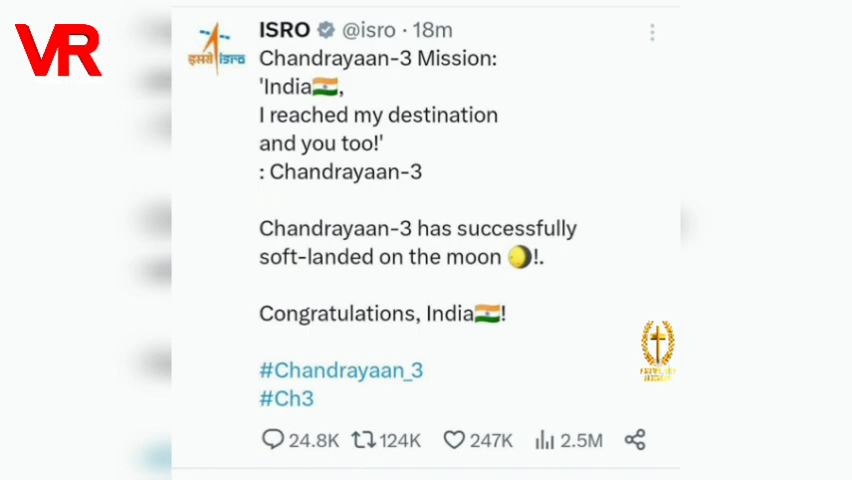 VR
इसरो isro
ISRO @isro · 18m
Chandrayaan-3 Mission:
'India🇮🇳,
I reached my destination
and you too!'
: Chandrayaan-3
Chandrayaan-3 has successfully
soft-landed on the moon 🌖!.
Congratulations, India🇮🇳!
#Chandrayaan_3
#Ch3
24.8K 124K 247K 2.5M